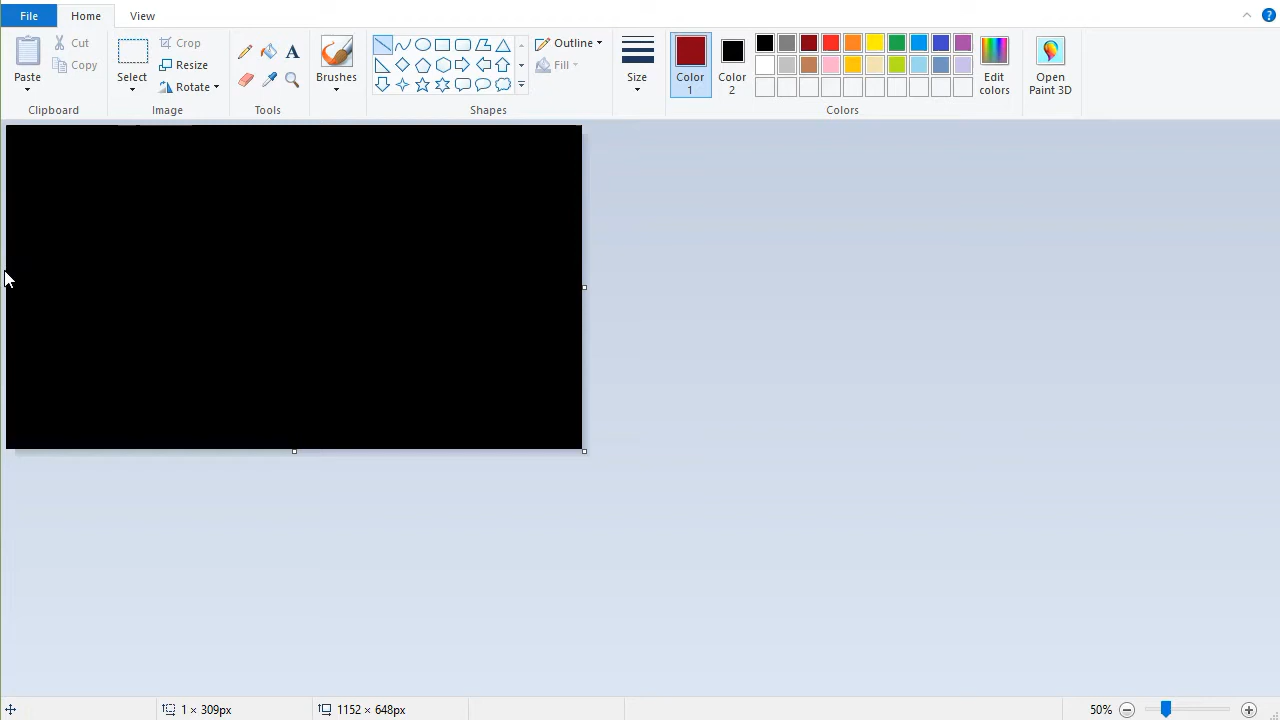 File Home View
Cut
Copy
Paste
Clipboard
Crop
Resize
Rotate
Select
Image
A
Tools
Brushes
Outline
Fill
Shapes
Size
Color 1
Color 2
Edit colors
Colors
Open Paint 3D
1 × 309px
1152 × 648px
50%